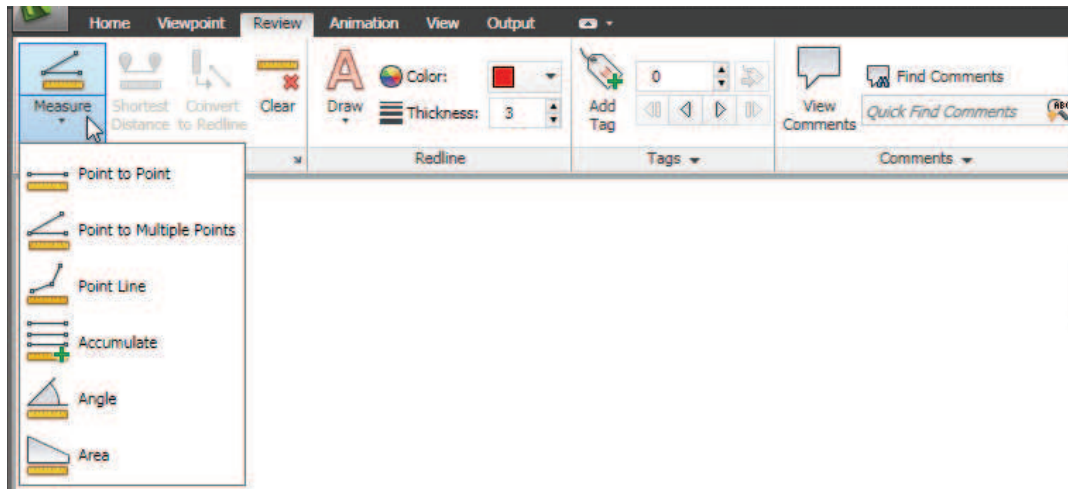 Home Viewpoint Review Animation View Output
Measure
Shortest Distance
Convert to Redline
Clear
Draw
Color:
Thickness: 3
Redline
Add Tag
0
Tags
View Comments
Find Comments
Quick Find Comments
ABC
Comments
Point to Point
Point to Multiple Points
Point Line
Accumulate
Angle
Area